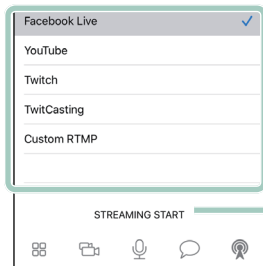 Facebook Live
YouTube
Twitch
TwitCasting
Custom RTMP
STREAMING START